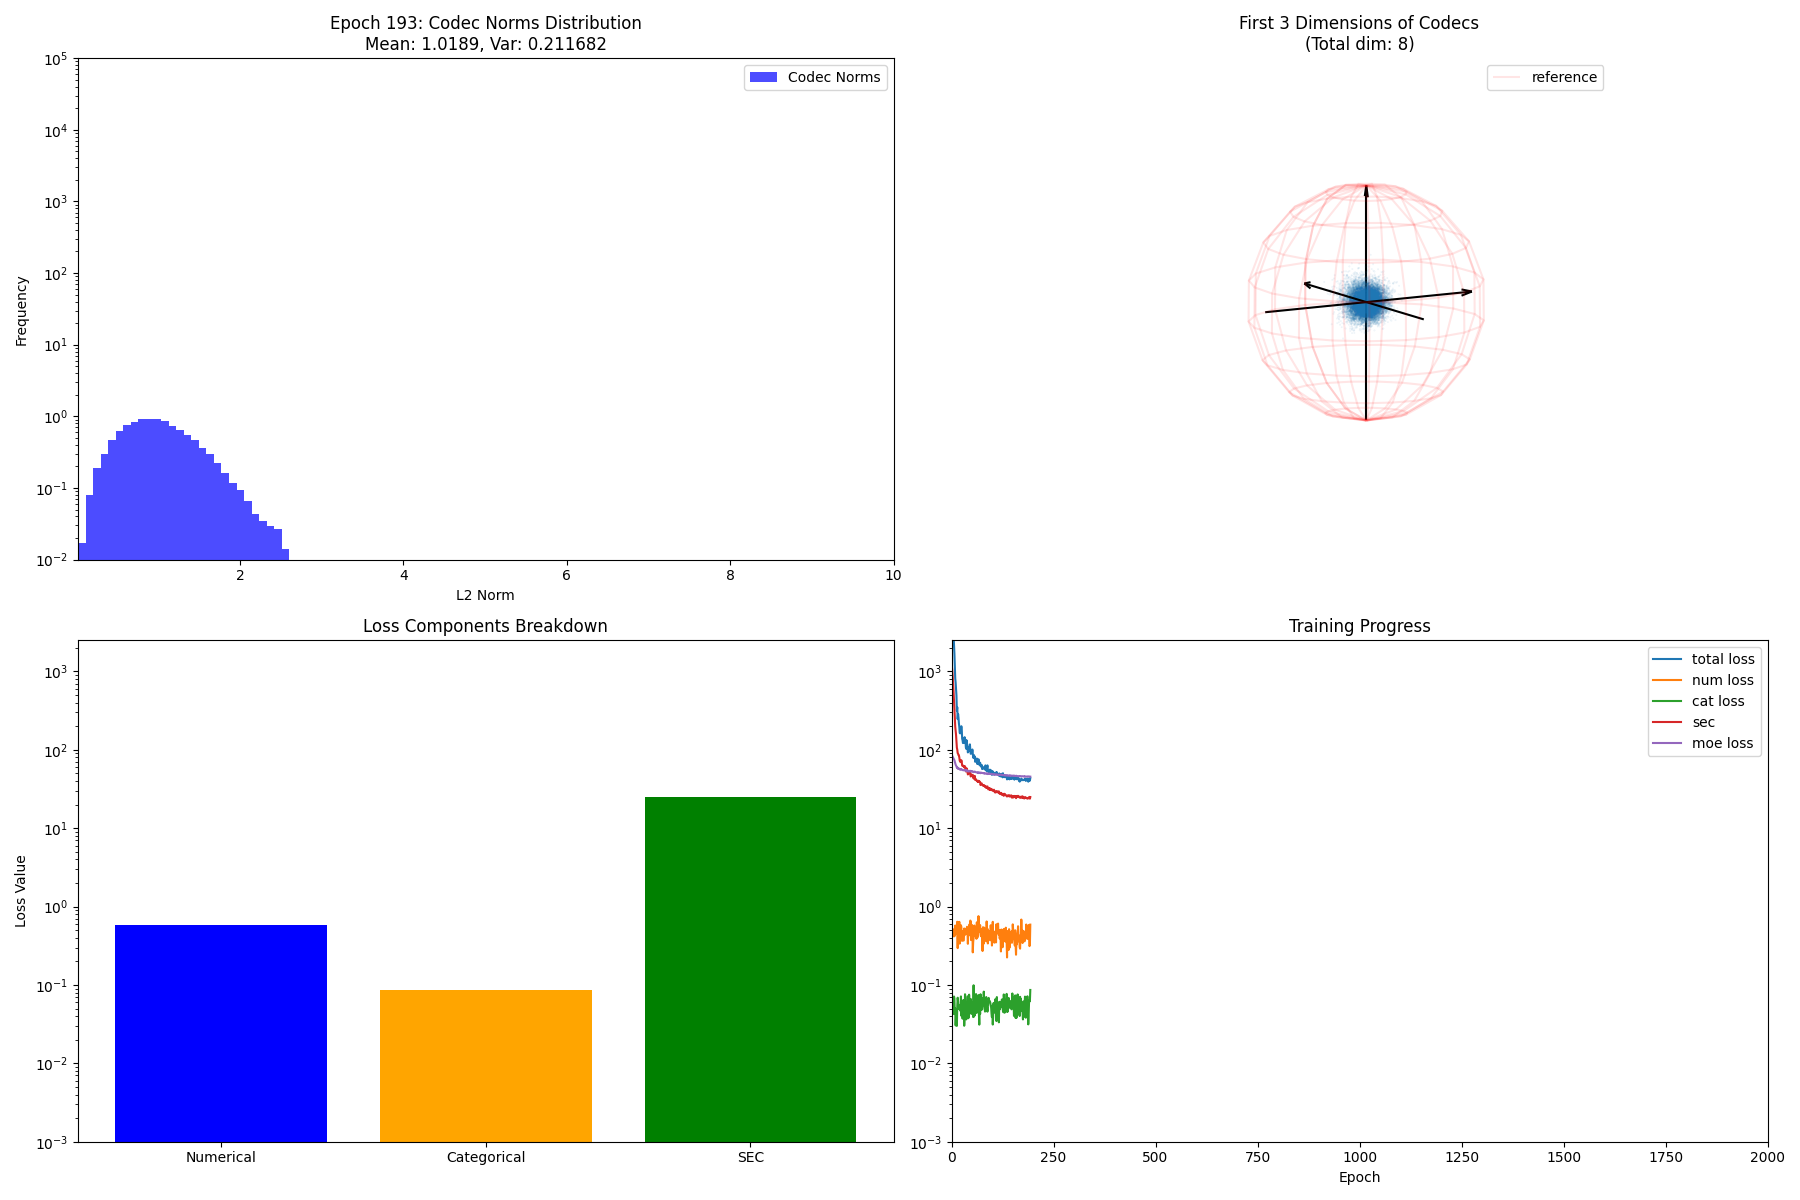 Epoch 193: Codec Norms Distribution
Mean: 1.0189, Var: 0.211682
Codec Norms
10^5
10^4
10^3
10^2
10^1
10^0
10^-1
10^-2
Frequency
2 4 6 8 10
L2 Norm
First 3 Dimensions of Codecs
(Total dim: 8)
reference
Loss Components Breakdown
10^3
10^2
10^1
10^0
10^-1
10^-2
10^-3
Loss Value
Numerical Categorical SEC
Training Progress
total loss
num loss
cat loss
sec
moe loss
10^3
10^2
10^1
10^0
10^-1
10^-2
10^-3
0 250 500 750 1000 1250 1500 1750 2000
Epoch